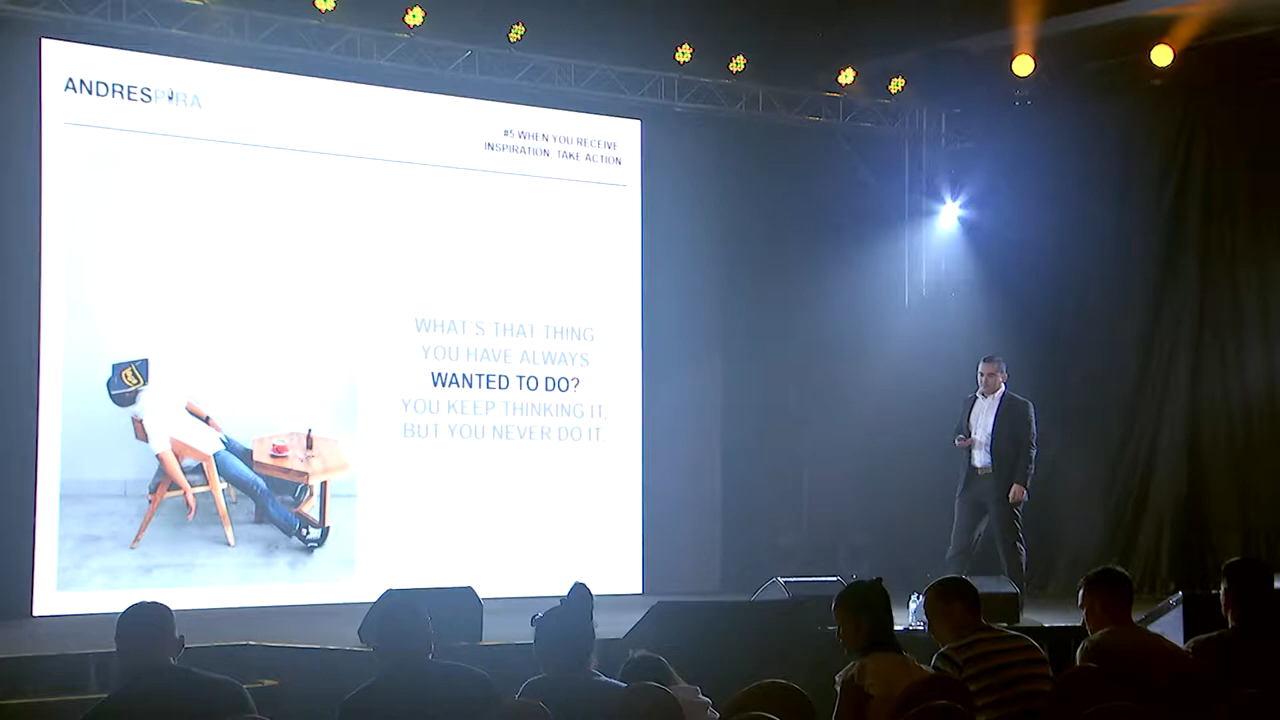 ANDRESPIRA
#5 WHEN YOU RECEIVE
INSPIRATION, TAKE ACTION
WHAT'S THAT THING
YOU HAVE ALWAYS
WANTED TO DO?
YOU KEEP THINKING IT,
BUT YOU NEVER DO IT.